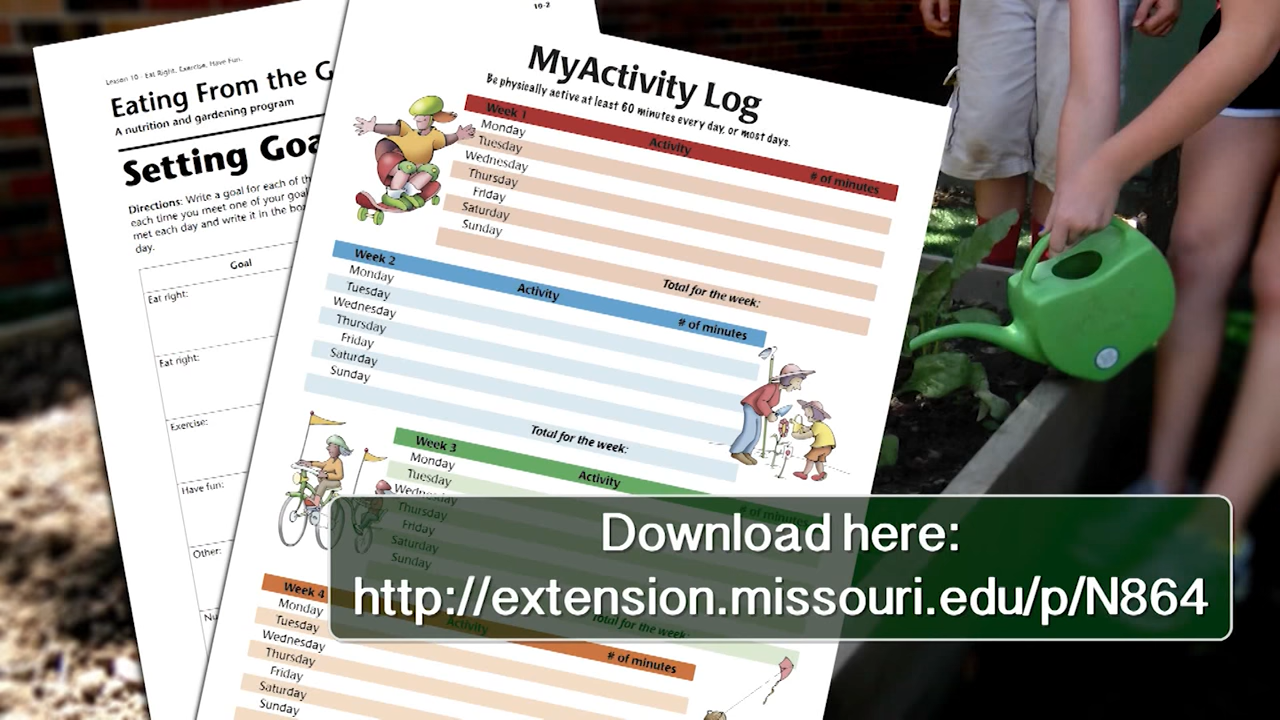 Lesson 10 - Eat Right, Exercise, Have Fun.
Eating From the G
A nutrition and gardening program
Setting Goa
Directions: Write a goal for each of th
each time you meet one of your goal
met each day and write it in the bo
day.
Goal
Eat right:
Eat right:
Exercise:
Have fun:
Other:
Nu
10-2
MyActivity Log
Be physically active at least 60 minutes every day, or most days.
Week 1
Activity
# of minutes
Monday
Tuesday
Wednesday
Thursday
Friday
Saturday
Sunday
Total for the week:
Week 2
Activity
# of minutes
Monday
Tuesday
Wednesday
Thursday
Friday
Saturday
Sunday
Total for the week:
Week 3
Activity
# of minutes
Monday
Tuesday
Wednesday
Thursday
Friday
Saturday
Sunday
Total for the week:
Week 4
Activity
# of minutes
Monday
Tuesday
Wednesday
Thursday
Friday
Saturday
Sunday
Download here:
http://extension.missouri.edu/p/N864